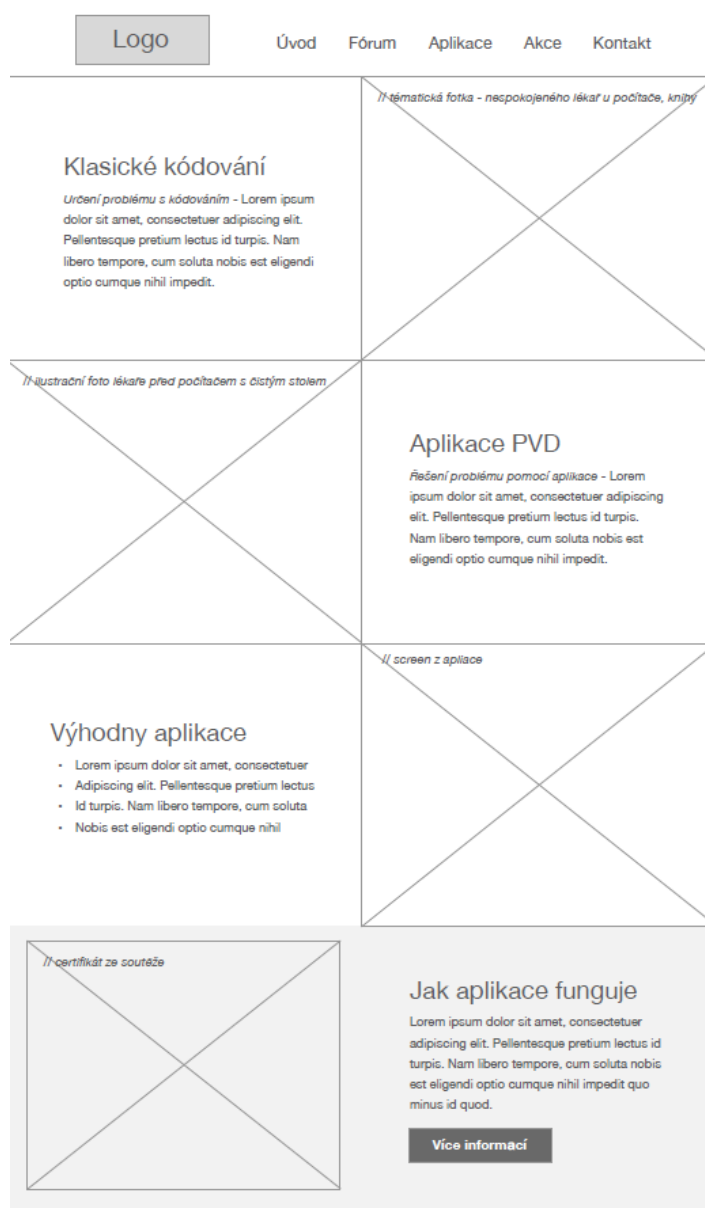 Logo
Úvod Fórum Aplikace Akce Kontakt
// tématická fotka - nespokojeného lékař u počítače, knihy
Klasické kódování
Určení problému s kódováním - Lorem ipsum
dolor sit amet, consectetuer adipiscing elit.
Pellentesque pretium lectus id turpis. Nam
libero tempore, cum soluta nobis est eligendi
optio cumque nihil impedit.
// ilustrační foto lékaře před počítačem s čistým stolem
Aplikace PVD
Řešení problému pomocí aplikace - Lorem
ipsum dolor sit amet, consectetuer adipiscing
elit. Pellentesque pretium lectus id turpis.
Nam libero tempore, cum soluta nobis est
eligendi optio cumque nihil impedit.
Výhodny aplikace
• Lorem ipsum dolor sit amet, consectetuer
• Adipiscing elit. Pellentesque pretium lectus
• Id turpis. Nam libero tempore, cum soluta
• Nobis est eligendi optio cumque nihil
// screen z apliace
// certifikát ze soutěže
Jak aplikace funguje
Lorem ipsum dolor sit amet, consectetuer
adipiscing elit. Pellentesque pretium lectus id
turpis. Nam libero tempore, cum soluta nobis
est eligendi optio cumque nihil impedit quo
minus id quod.
Více informací